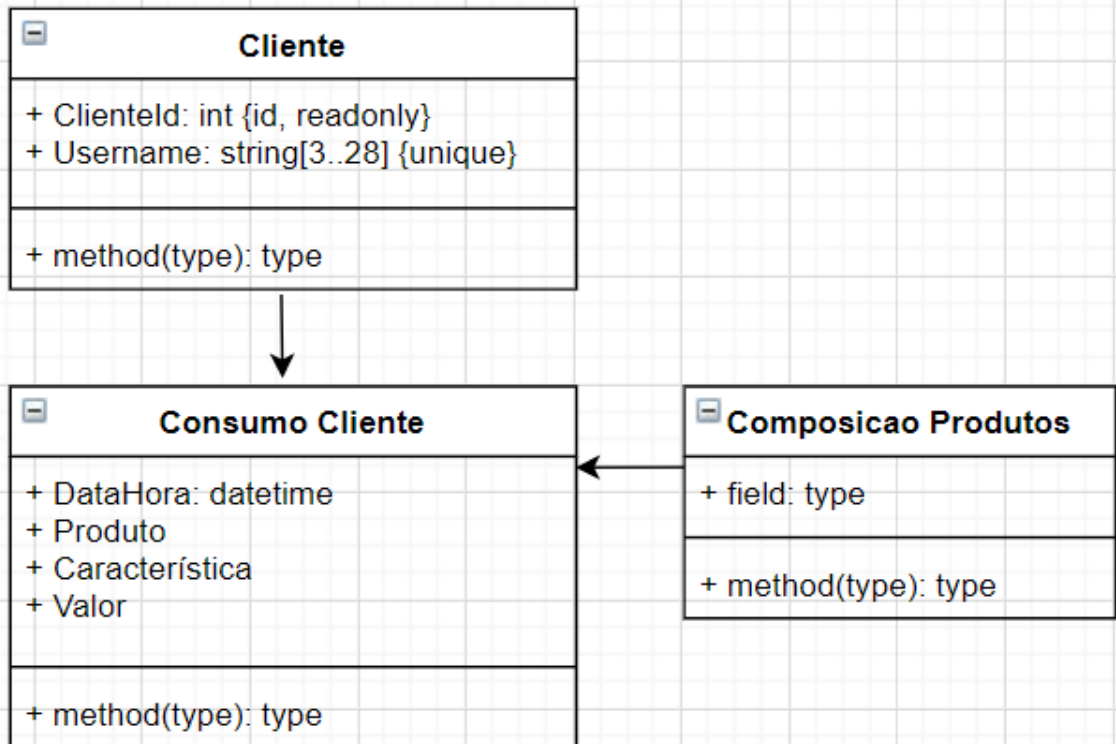 Cliente
+ ClienteId: int {id, readonly}
+ Username: string[3..28] {unique}
+ method(type): type
Consumo Cliente
+ DataHora: datetime
+ Produto
+ Característica
+ Valor
+ method(type): type
Composicao Produtos
+ field: type
+ method(type): type